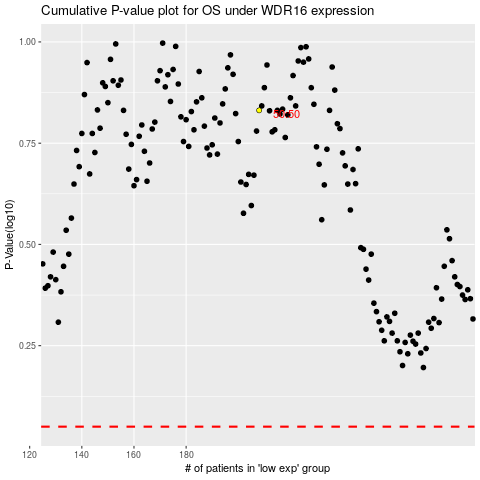 Cumulative P-value plot for OS under WDR16 expression
1.00
0.75
0.50
0.25
P-Value(log10)
120 140 160 180
# of patients in 'low exp' group